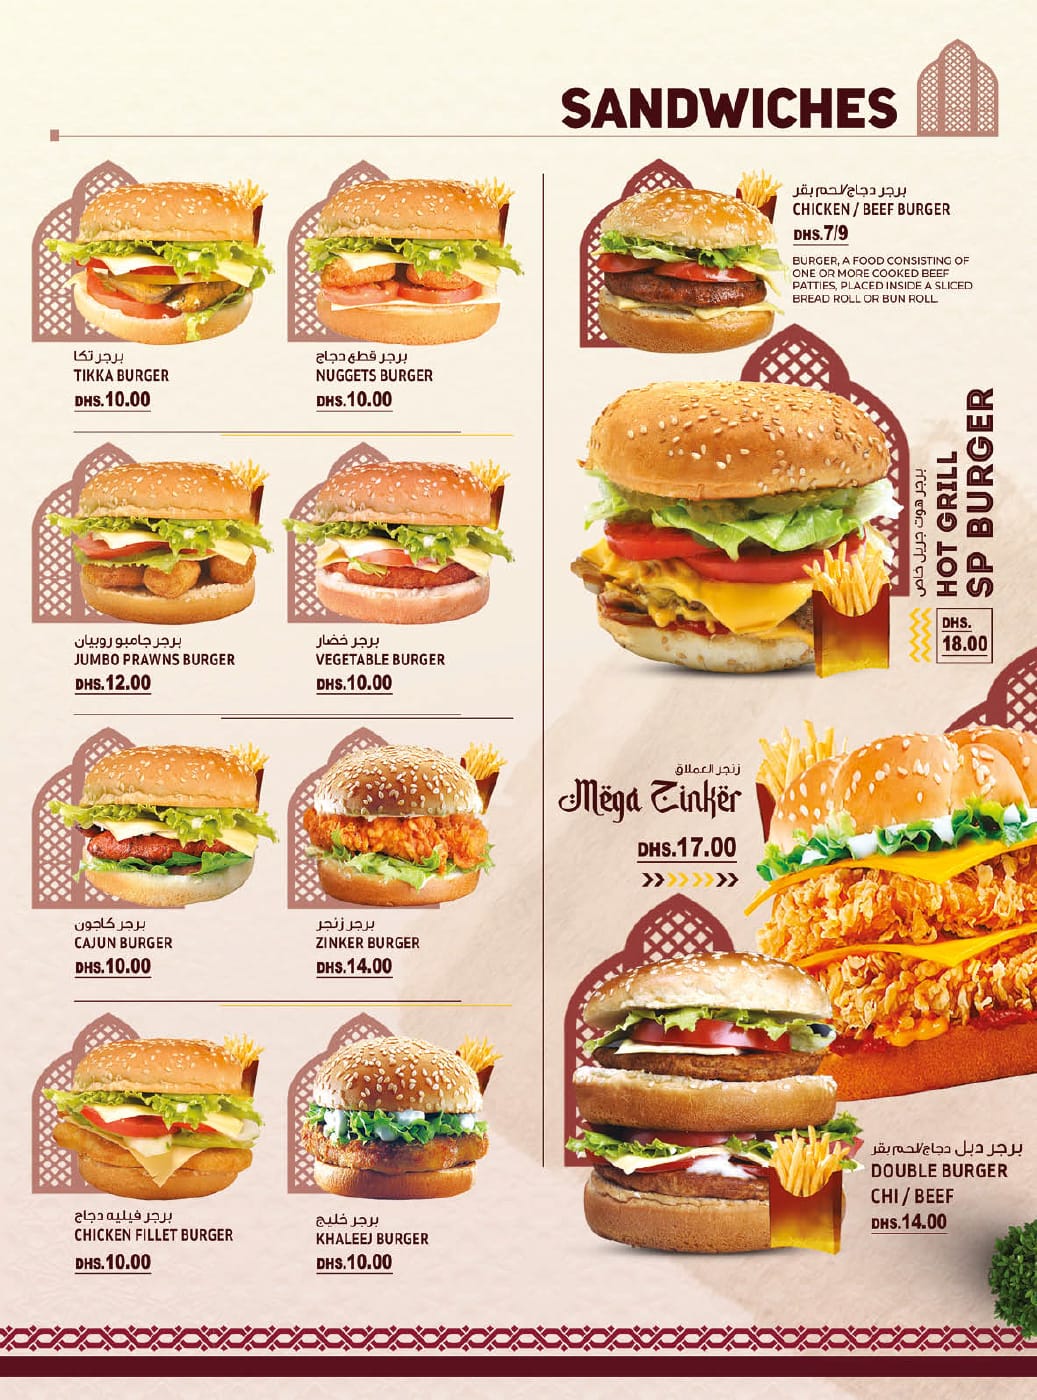 SANDWICHES
برجر تكا
TIKKA BURGER
DHS.10.00
برجر قطع دجاج
NUGGETS BURGER
DHS.10.00
برجر جامبو روبيان
JUMBO PRAWNS BURGER
DHS.12.00
برجر خضار
VEGETABLE BURGER
DHS.10.00
برجر كاجون
CAJUN BURGER
DHS.10.00
برجر زنجر
ZINKER BURGER
DHS.14.00
برجر فيليه دجاج
CHICKEN FILLET BURGER
DHS.10.00
برجر خليج
KHALEEJ BURGER
DHS.10.00
برجر دجاج/لحم بقر
CHICKEN / BEEF BURGER
DHS.7/9
BURGER, A FOOD CONSISTING OF
ONE OR MORE COOKED BEEF
PATTIES, PLACED INSIDE A SLICED
BREAD ROLL OR BUN ROLL.
برجر هوت جريل خاص
HOT GRILL
SP BURGER
DHS.
18.00
زنجر العملاق
Mëga Zinkër
DHS.17.00
برجر دبل دجاج/لحم بقر
DOUBLE BURGER
CHI / BEEF
DHS.14.00